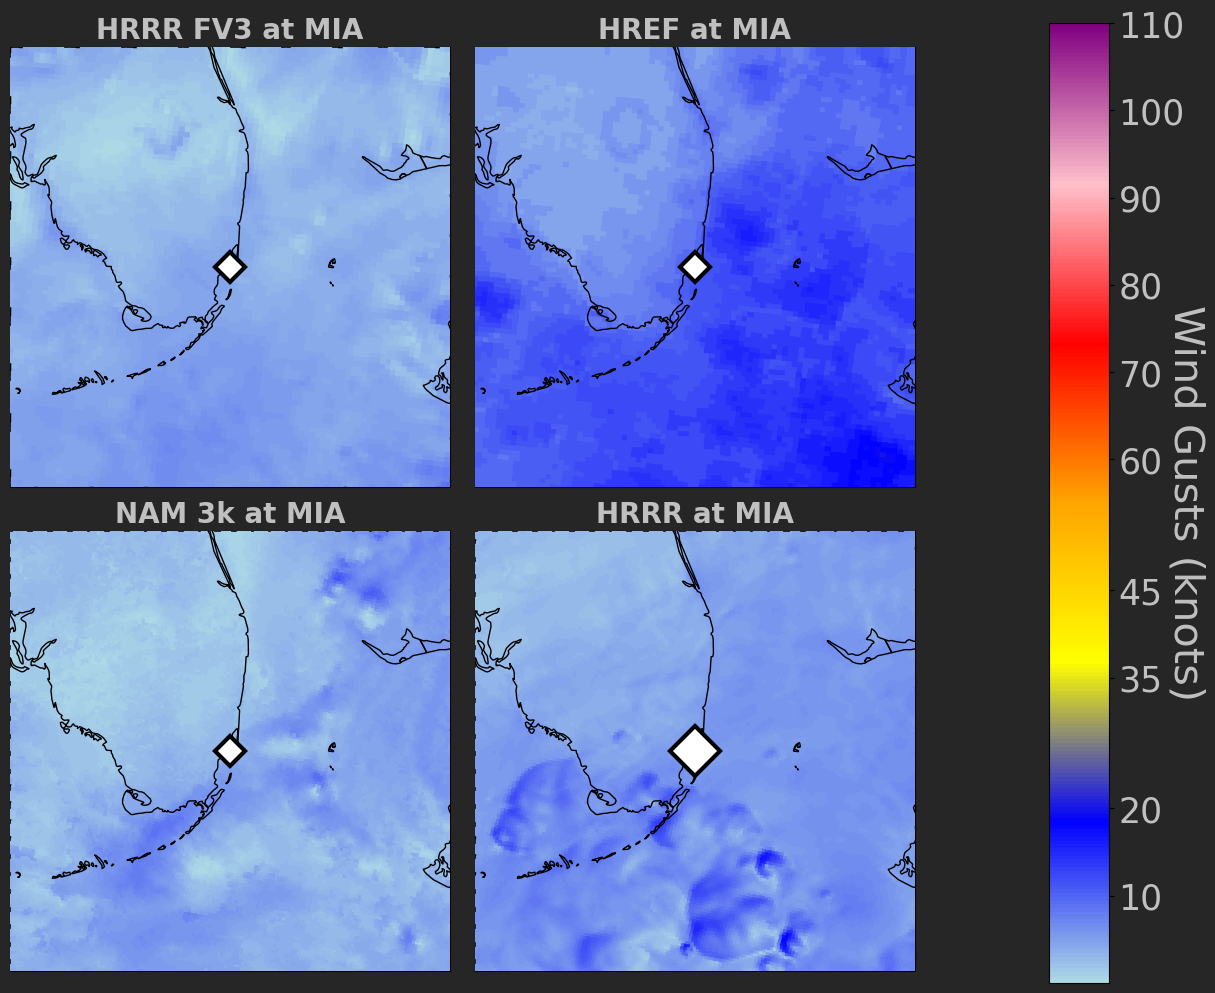 HRRR FV3 at MIA
HREF at MIA
NAM 3k at MIA
HRRR at MIA
110
100
90
80
70
60
45
35
20
10
Wind Gusts (knots)